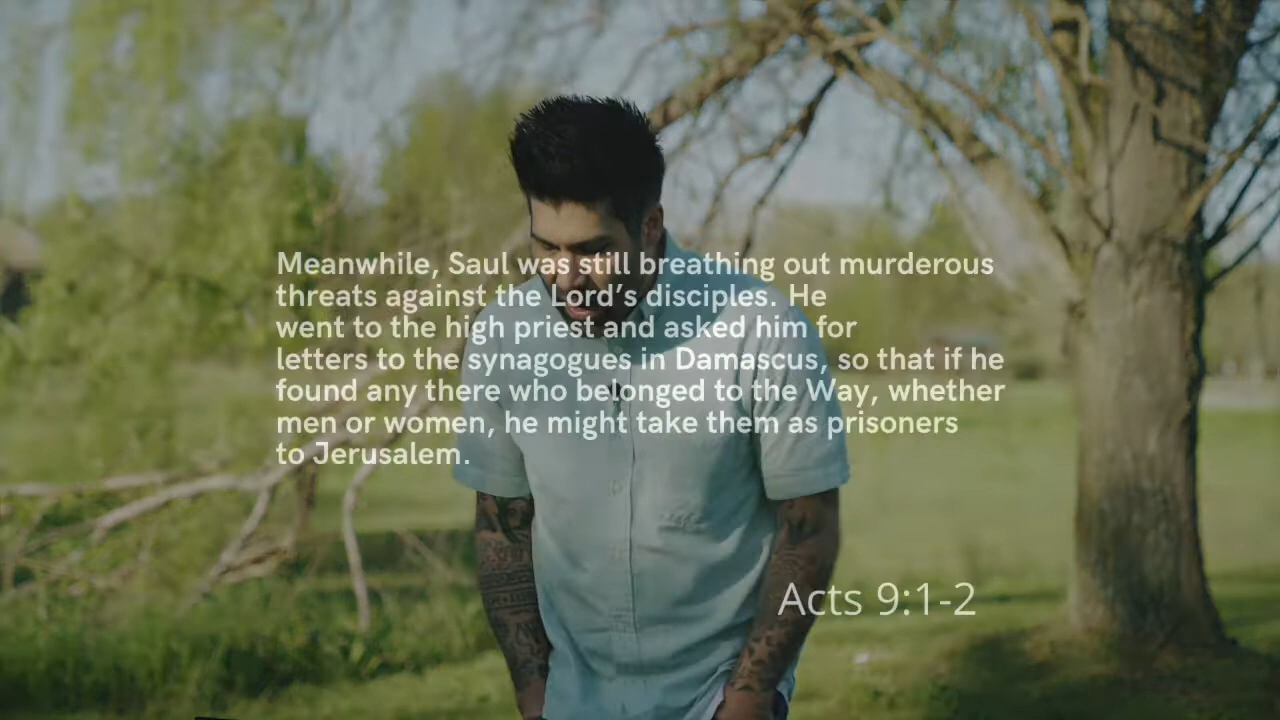 Meanwhile, Saul was still breathing out murderous
threats against the Lord’s disciples. He
went to the high priest and asked him for
letters to the synagogues in Damascus, so that if he
found any there who belonged to the Way, whether
men or women, he might take them as prisoners
to Jerusalem.
Acts 9:1-2